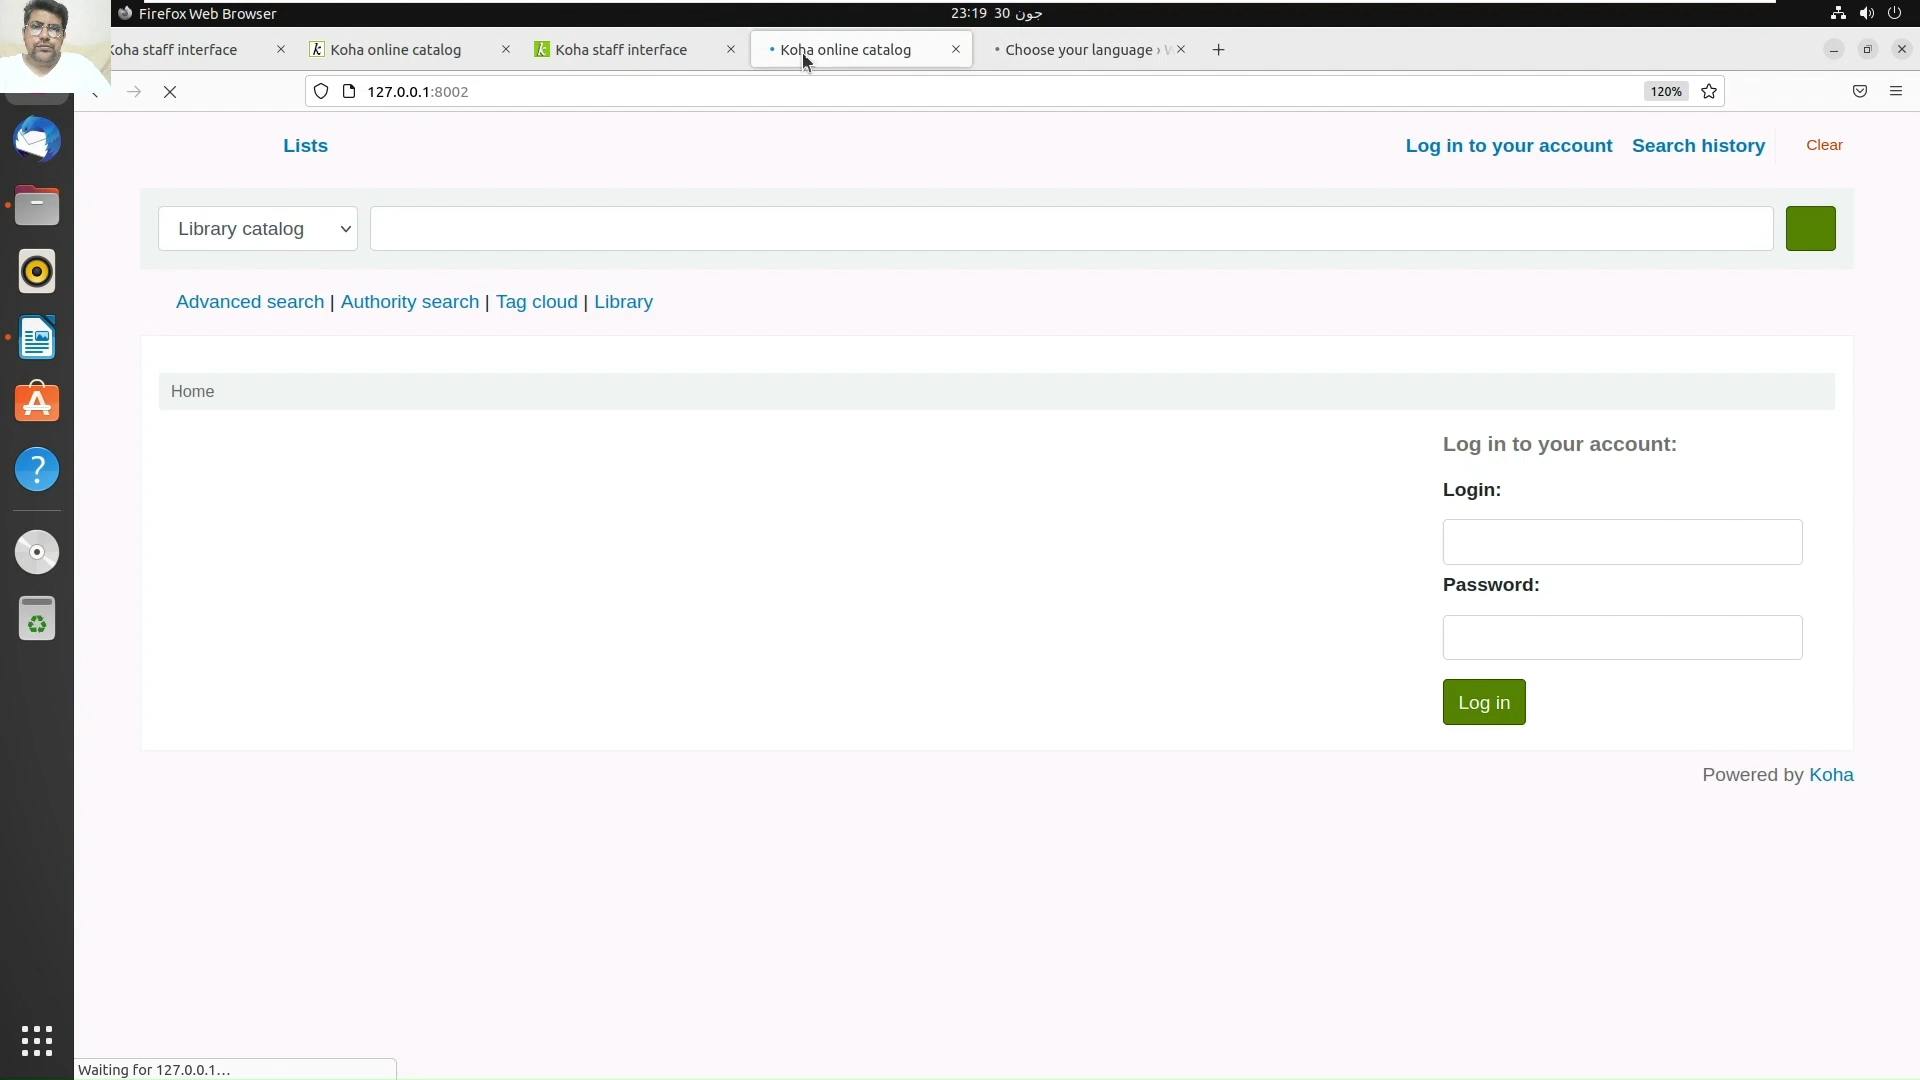 Firefox Web Browser
23:19 30 جون
Koha staff interface
Koha online catalog
Koha staff interface
Koha online catalog
Choose your language ›
127.0.0.1:8002
120%
Lists
Log in to your account
Search history
Clear
Library catalog
Advanced search | Authority search | Tag cloud | Library
Home
Log in to your account:
Login:
Password:
Log in
Powered by Koha
Waiting for 127.0.0.1...